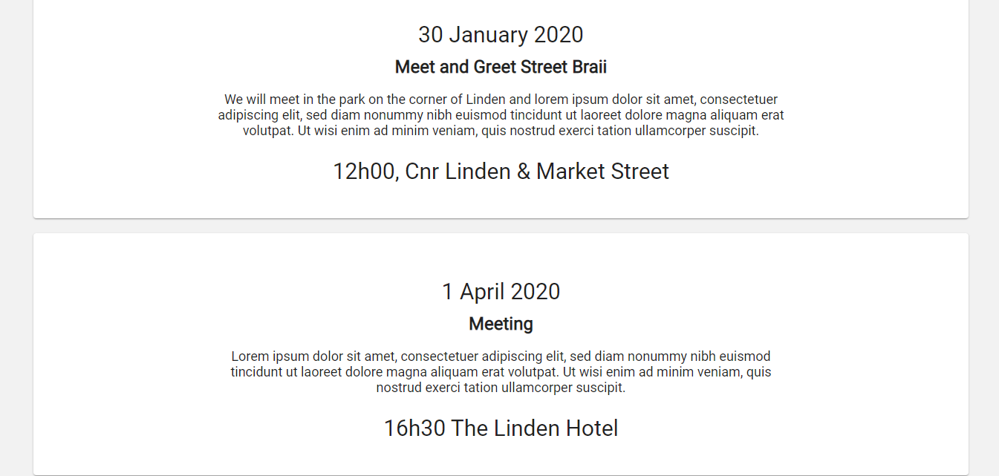 30 January 2020
Meet and Greet Street Braii
We will meet in the park on the corner of Linden and lorem ipsum dolor sit amet, consectetuer
adipiscing elit, sed diam nonummy nibh euismod tincidunt ut laoreet dolore magna aliquam erat
volutpat. Ut wisi enim ad minim veniam, quis nostrud exerci tation ullamcorper suscipit.
12h00, Cnr Linden & Market Street
1 April 2020
Meeting
Lorem ipsum dolor sit amet, consectetuer adipiscing elit, sed diam nonummy nibh euismod
tincidunt ut laoreet dolore magna aliquam erat volutpat. Ut wisi enim ad minim veniam, quis
nostrud exerci tation ullamcorper suscipit.
16h30 The Linden Hotel